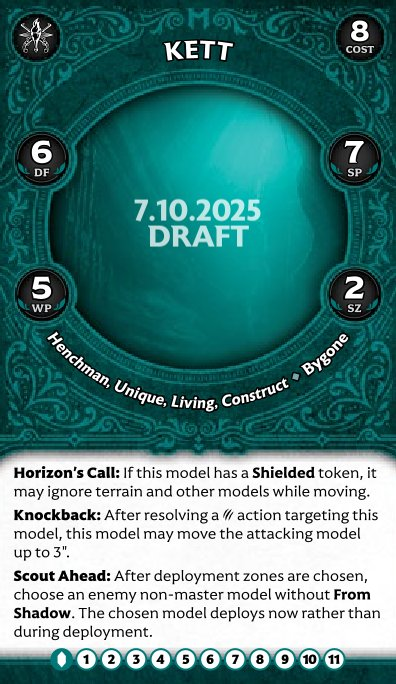 KETT
8
COST
6
DF
7
SP
7.10.2025
DRAFT
5
WP
2
SZ
Henchman, Unique, Living, Construct ♦ Bygone
Horizon's Call: If this model has a Shielded token, it
may ignore terrain and other models while moving.
Knockback: After resolving a action targeting this
model, this model may move the attacking model
up to 3".
Scout Ahead: After deployment zones are chosen,
choose an enemy non-master model without From
Shadow. The chosen model deploys now rather than
during deployment.
1 2 3 4 5 6 7 8 9 10 11